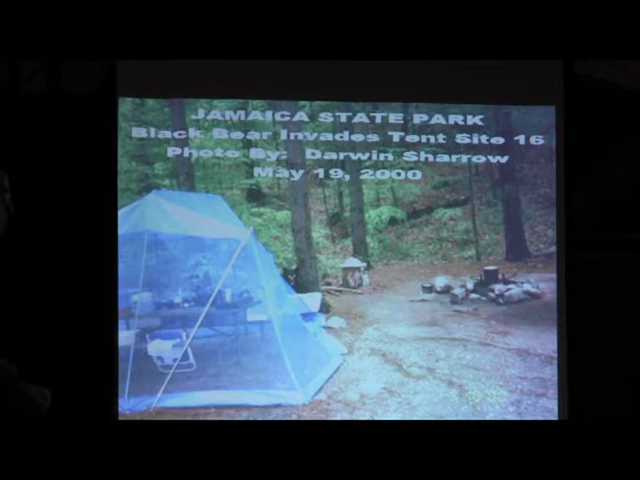 JAMAICA STATE PARK
Black Bear Invades Tent Site 16
Photo By: Darwin Sharrow
May 19, 2000